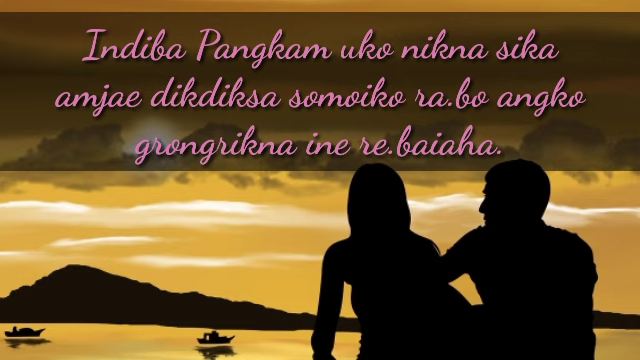 Indiba Pangkam uko nikna sika
amjae dikdiksa somoiko ra.bo angko
grongrikna ine re.baiaha.